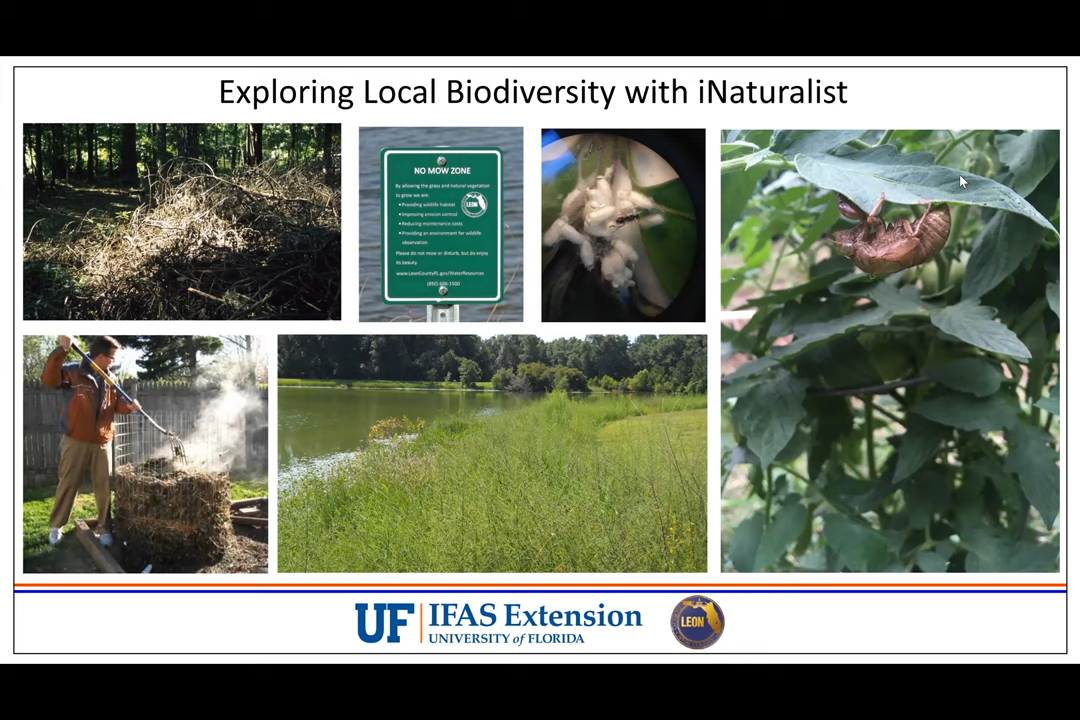 Exploring Local Biodiversity with iNaturalist
NO MOW ZONE
By allowing the grass and natural vegetation
to grow we are:
• Providing wildlife habitat
• Improving erosion control
• Reducing maintenance costs
• Providing an environment for wildlife
observation
Please do not mow or disturb, but do enjoy
its beauty.
www.LeonCountyFL.gov/WaterResources
(850) 606-1500
LEON
UF IFAS Extension
UNIVERSITY of FLORIDA
LEON